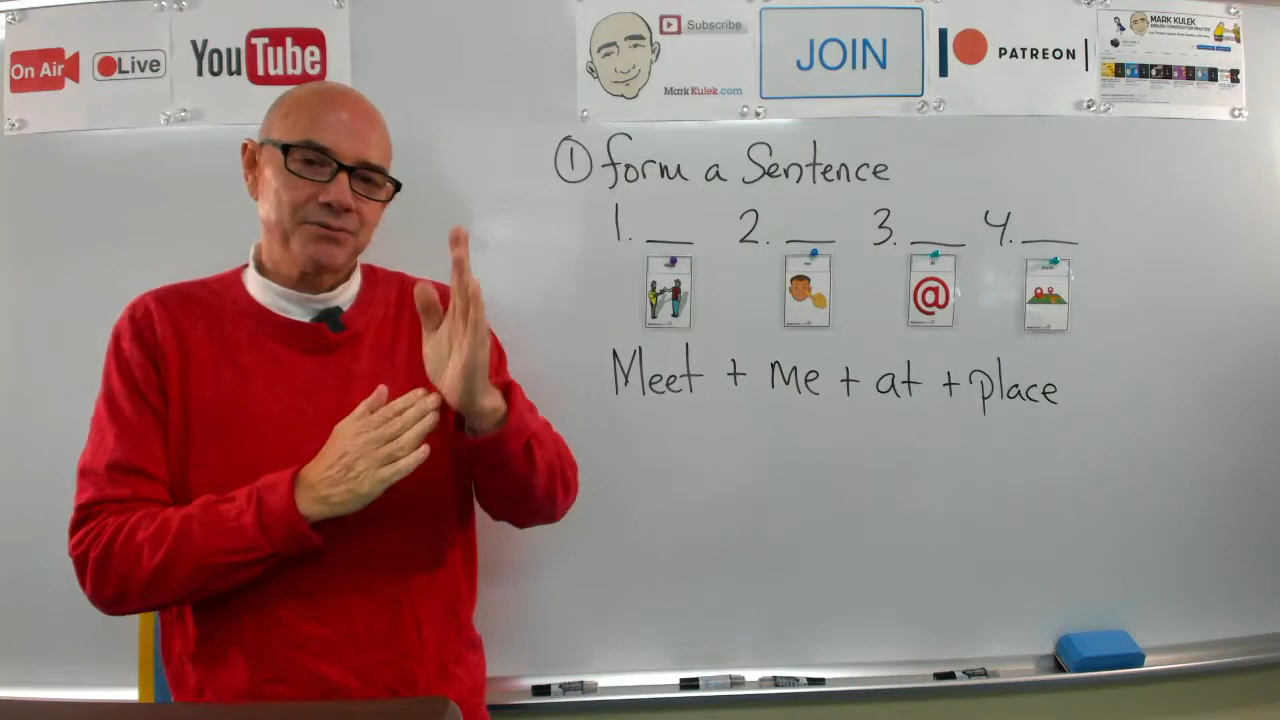 On Air
Live
YouTube
Subscribe
MarkKulek.com
JOIN
PATREON
MARK KULEK
① form a Sentence
1. __ 2. __ 3. __ 4. __
@
Meet + me + at + place